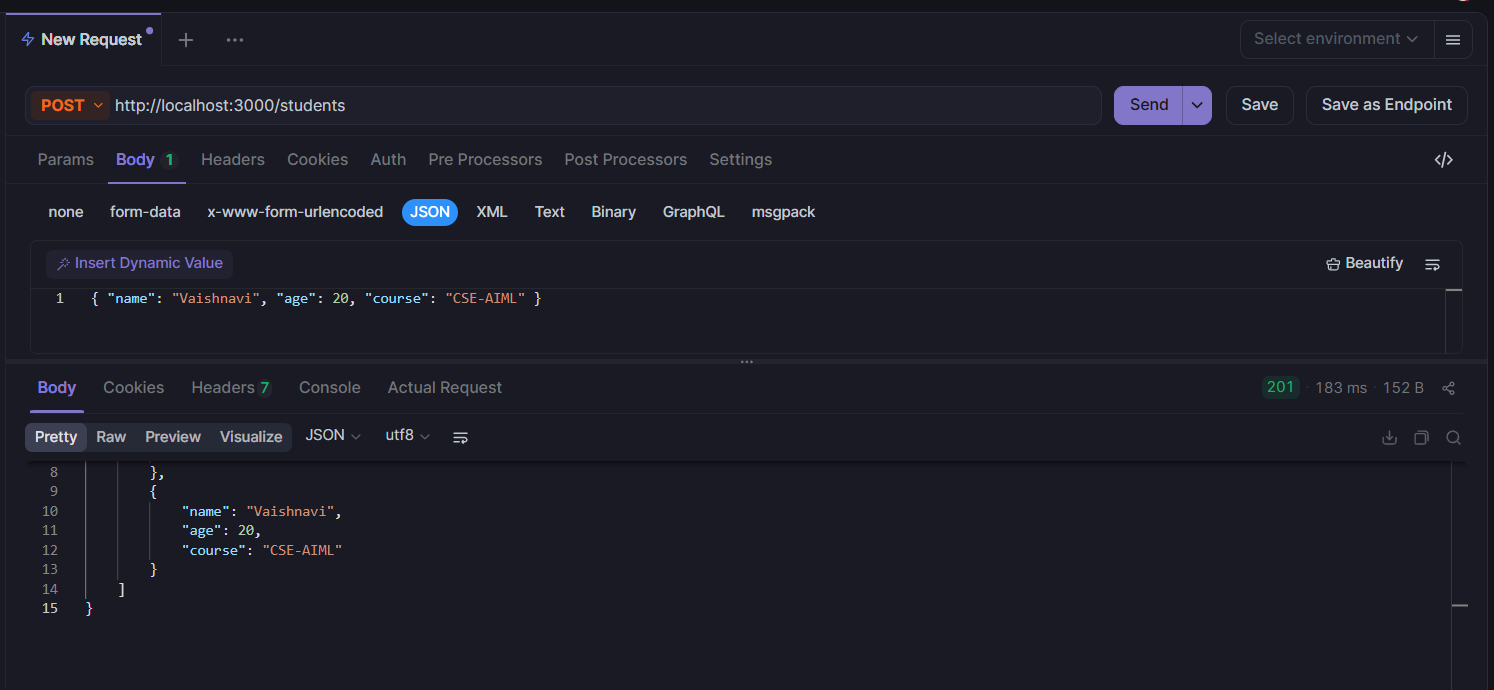 New Request
Select environment
POST http://localhost:3000/students Send Save Save as Endpoint
Params Body 1 Headers Cookies Auth Pre Processors Post Processors Settings </>
none form-data x-www-form-urlencoded JSON XML Text Binary GraphQL msgpack
Insert Dynamic Value Beautify
1 { "name": "Vaishnavi", "age": 20, "course": "CSE-AIML" }
Body Cookies Headers 7 Console Actual Request 201 · 183 ms · 152 B
Pretty Raw Preview Visualize JSON utf8
8 },
9 {
10 "name": "Vaishnavi",
11 "age": 20,
12 "course": "CSE-AIML"
13 }
14 ]
15 }